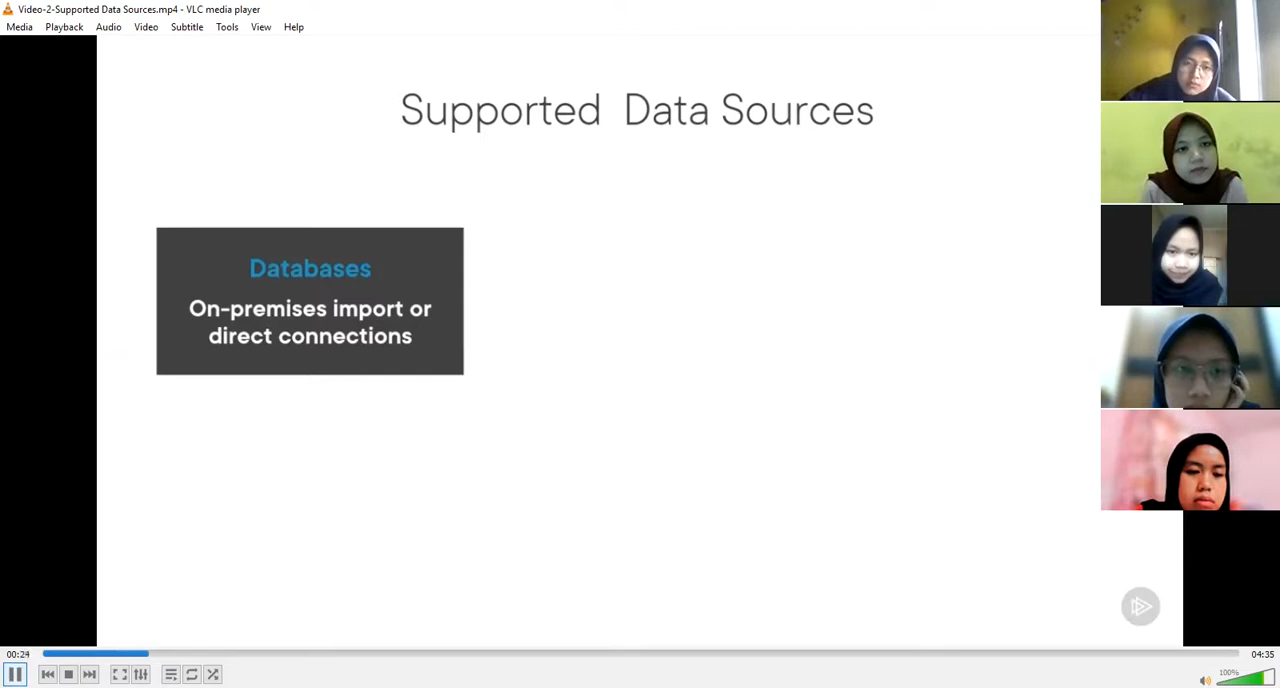 Video-2-Supported Data Sources.mp4 - VLC media player
Media Playback Audio Video Subtitle Tools View Help
Supported Data Sources
Databases
On-premises import or
direct connections
00:24
04:35
100%